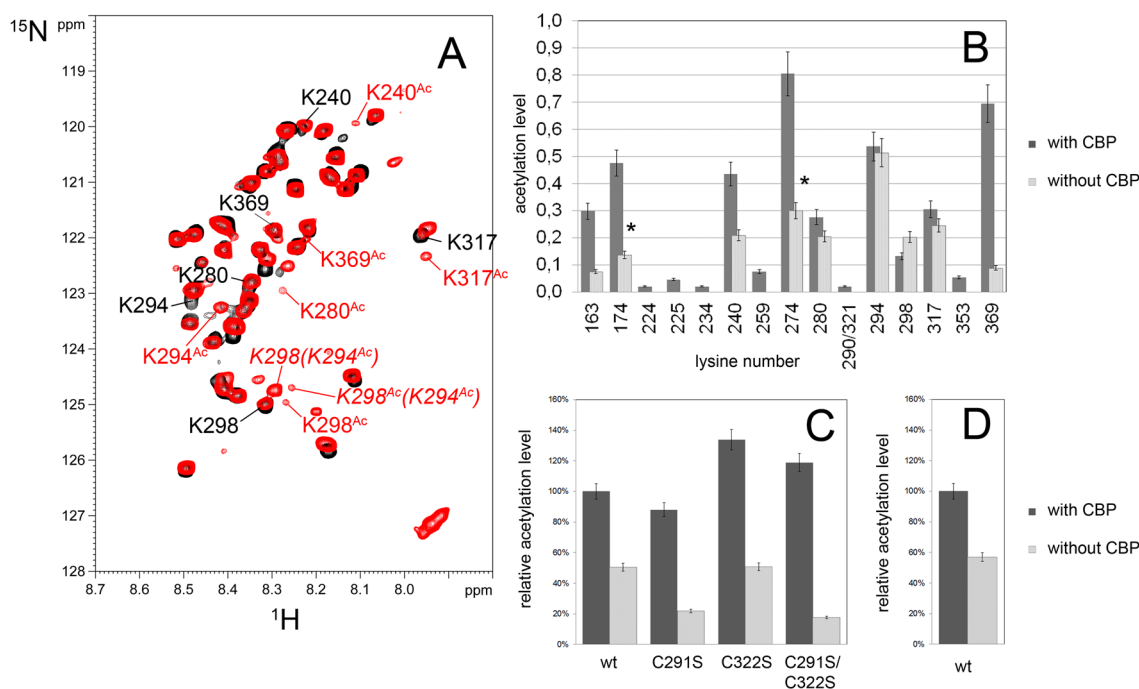 15N
ppm
A
119
120
121
122
123
124
125
126
127
128
8.7
8.6
8.5
8.4
8.3
8.2
8.1
8.0
ppm
1H
K240
K240Ac
K369
K317
K369Ac
K317Ac
K280
K294
K280Ac
K294Ac
K298(K294Ac)
K298Ac(K294Ac)
K298
K298Ac
B
acetylation level
1,0
0,9
0,8
0,7
0,6
0,5
0,4
0,3
0,2
0,1
0,0
*
*
163
174
224
225
234
240
259
274
280
290/321
294
298
317
353
369
lysine number
with CBP
without CBP
C
relative acetylation level
160%
140%
120%
100%
80%
60%
40%
20%
0%
wt
C291S
C322S
C291S/
C322S
D
relative acetylation level
160%
140%
120%
100%
80%
60%
40%
20%
0%
wt
with CBP
without CBP